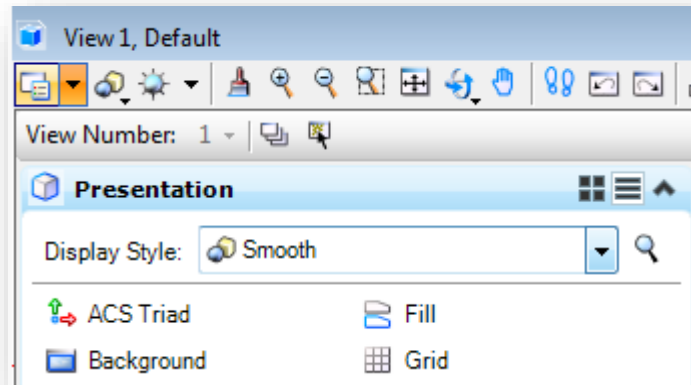 View 1, Default
View Number: 1
Presentation
Display Style: Smooth
ACS Triad Fill
Background Grid